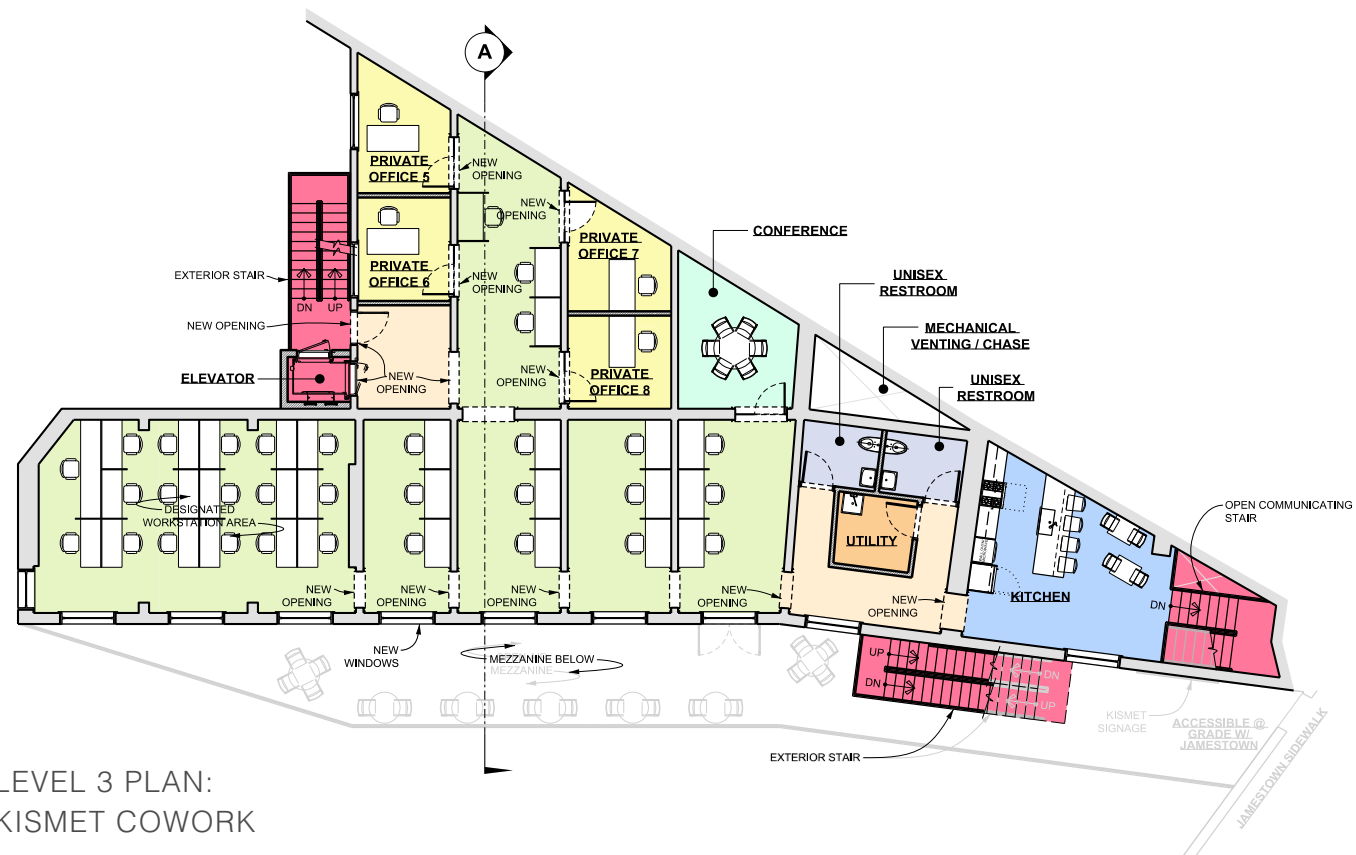 A
PRIVATE
OFFICE 5
NEW
OPENING
NEW
OPENING
PRIVATE
OFFICE 7
CONFERENCE
PRIVATE
OFFICE 6
NEW
OPENING
EXTERIOR STAIR
DN
UP
UNISEX
RESTROOM
NEW OPENING
MECHANICAL
VENTING / CHASE
ELEVATOR
NEW
OPENING
NEW
OPENING
PRIVATE
OFFICE 8
UNISEX
RESTROOM
DESIGNATED
WORKSTATION AREA
OPEN COMMUNICATING
STAIR
UTILITY
NEW
OPENING
NEW
OPENING
NEW
OPENING
NEW
OPENING
NEW
OPENING
KITCHEN
DN
NEW
WINDOWS
MEZZANINE BELOW
MEZZANINE
UP
DN
DN
UP
KISMET
SIGNAGE
ACCESSIBLE @
GRADE W/
JAMESTOWN
EXTERIOR STAIR
JAMESTOWN SIDEWALK
LEVEL 3 PLAN:
KISMET COWORK